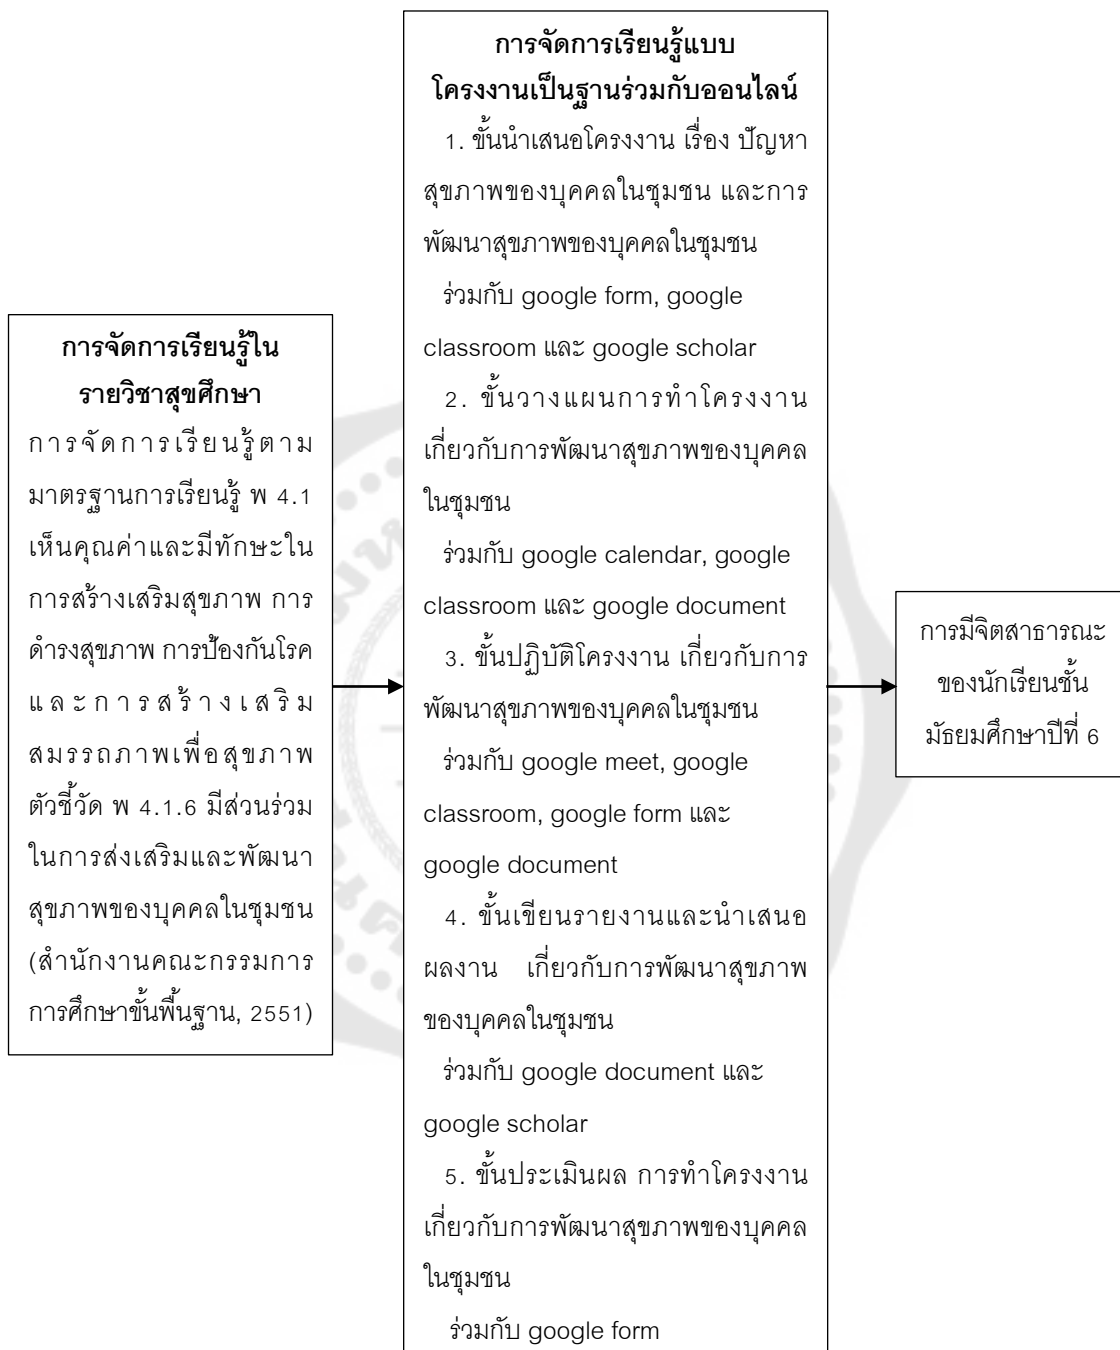 การจัดการเรียนรู้ใน
รายวิชาสุขศึกษา
การจัดการเรียนรู้ตาม
มาตรฐานการเรียนรู้ พ 4.1
เห็นคุณค่าและมีทักษะใน
การสร้างเสริมสุขภาพ การ
ดำรงสุขภาพ การป้องกันโรค
และการสร้างเสริม
สมรรถภาพเพื่อสุขภาพ
ตัวชี้วัด พ 4.1.6 มีส่วนร่วม
ในการส่งเสริมและพัฒนา
สุขภาพของบุคคลในชุมชน
(สำนักงานคณะกรรมการ
การศึกษาขั้นพื้นฐาน, 2551)
การจัดการเรียนรู้แบบ
โครงงานเป็นฐานร่วมกับออนไลน์
1. ขั้นนำเสนอโครงงาน เรื่อง ปัญหา
สุขภาพของบุคคลในชุมชน และการ
พัฒนาสุขภาพของบุคคลในชุมชน
ร่วมกับ google form, google
classroom และ google scholar
2. ขั้นวางแผนการทำโครงงาน
เกี่ยวกับการพัฒนาสุขภาพของบุคคล
ในชุมชน
ร่วมกับ google calendar, google
classroom และ google document
3. ขั้นปฏิบัติโครงงาน เกี่ยวกับการ
พัฒนาสุขภาพของบุคคลในชุมชน
ร่วมกับ google meet, google
classroom, google form และ
google document
4. ขั้นเขียนรายงานและนำเสนอ
ผลงาน เกี่ยวกับการพัฒนาสุขภาพ
ของบุคคลในชุมชน
ร่วมกับ google document และ
google scholar
5. ขั้นประเมินผล การทำโครงงาน
เกี่ยวกับการพัฒนาสุขภาพของบุคคล
ในชุมชน
ร่วมกับ google form
การมีจิตสาธารณะ
ของนักเรียนชั้น
มัธยมศึกษาปีที่ 6